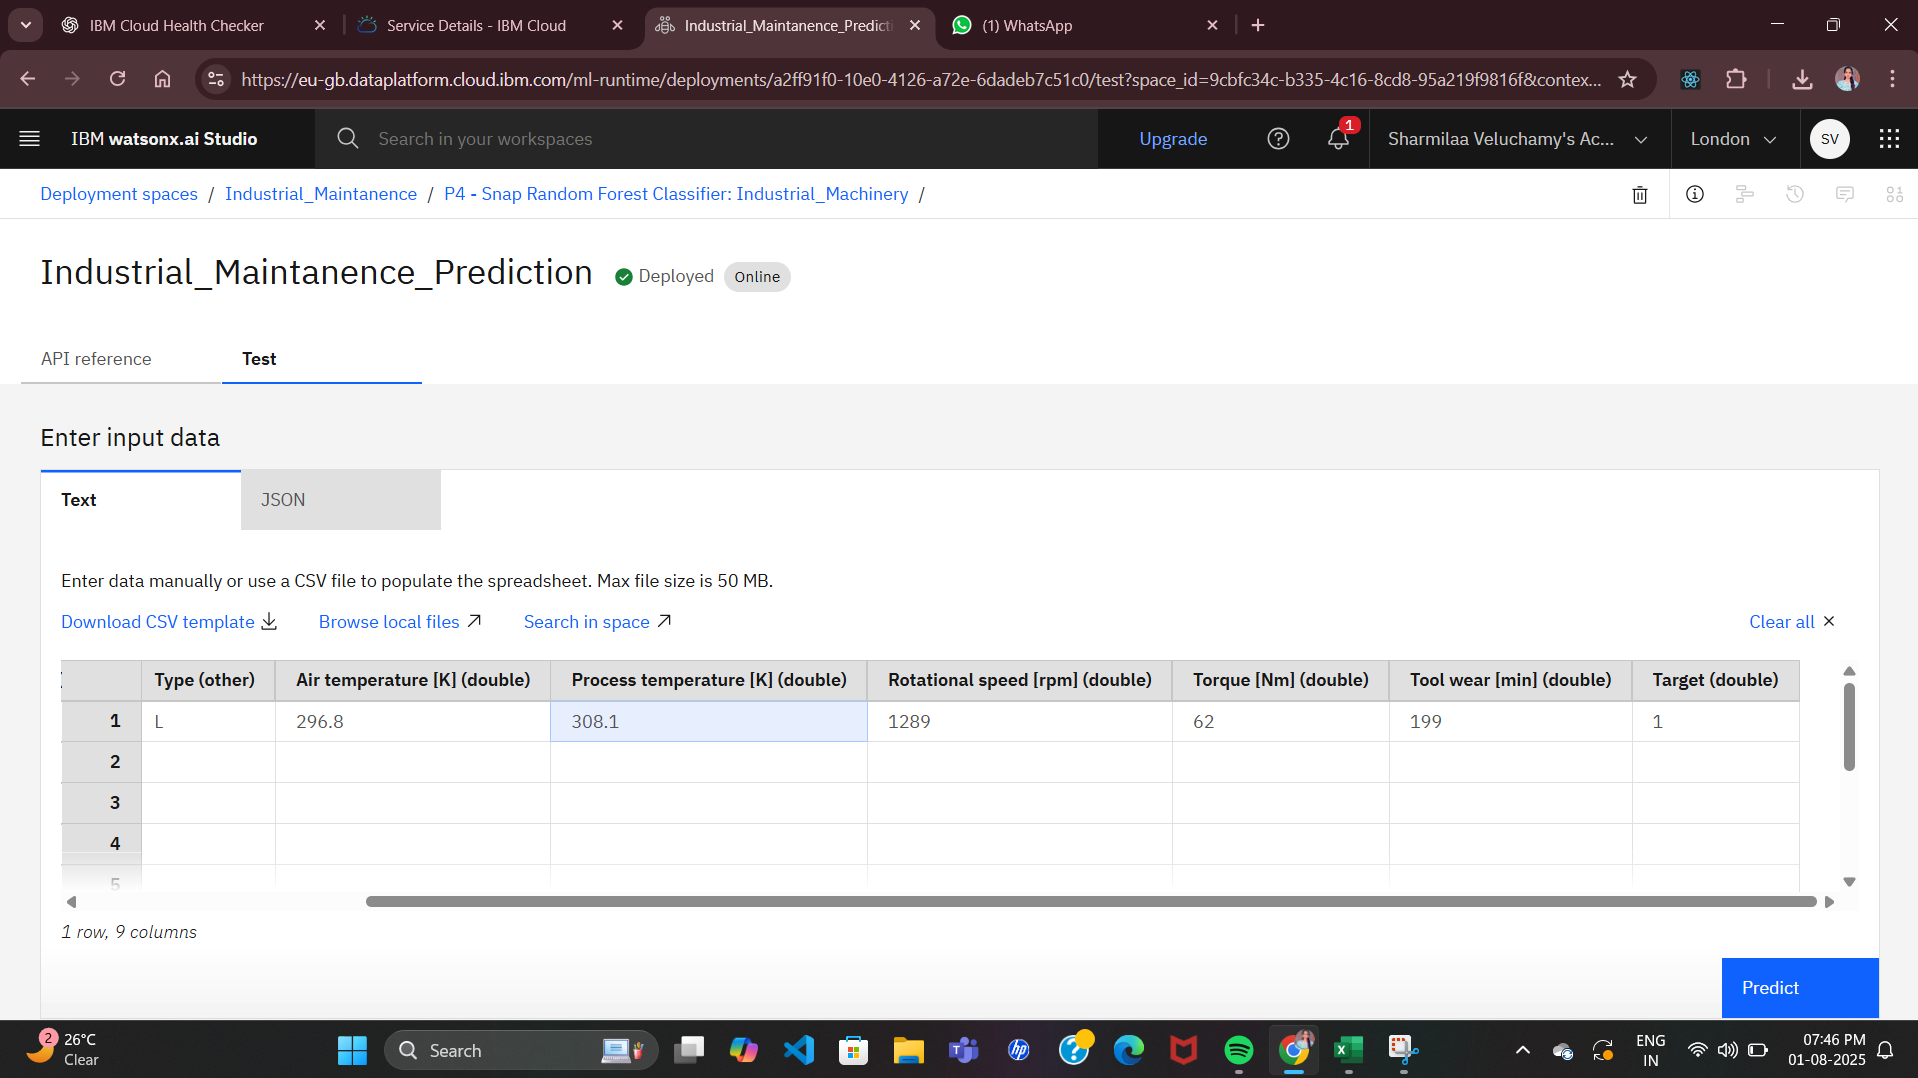 IBM Cloud Health Checker
Service Details - IBM Cloud
Industrial_Maintanence_Predicti
(1) WhatsApp
https://eu-gb.dataplatform.cloud.ibm.com/ml-runtime/deployments/a2ff91f0-10e0-4126-a72e-6dadeb7c51c0/test?space_id=9cbfc34c-b335-4c16-8cd8-95a219f9816f&contex...
IBM watsonx.ai Studio
Search in your workspaces
Upgrade
1
Sharmilaa Veluchamy's Ac...
London
SV
Deployment spaces / Industrial_Maintanence / P4 - Snap Random Forest Classifier: Industrial_Machinery /
Industrial_Maintanence_Prediction
Deployed
Online
API reference
Test
Enter input data
Text
JSON
Enter data manually or use a CSV file to populate the spreadsheet. Max file size is 50 MB.
Download CSV template
Browse local files
Search in space
Clear all
Type (other) Air temperature [K] (double) Process temperature [K] (double) Rotational speed [rpm] (double) Torque [Nm] (double) Tool wear [min] (double) Target (double)
1 L 296.8 308.1 1289 62 199 1
2
3
4
5
1 row, 9 columns
Predict
2
26°C
Clear
Search
ENG
IN
07:46 PM
01-08-2025